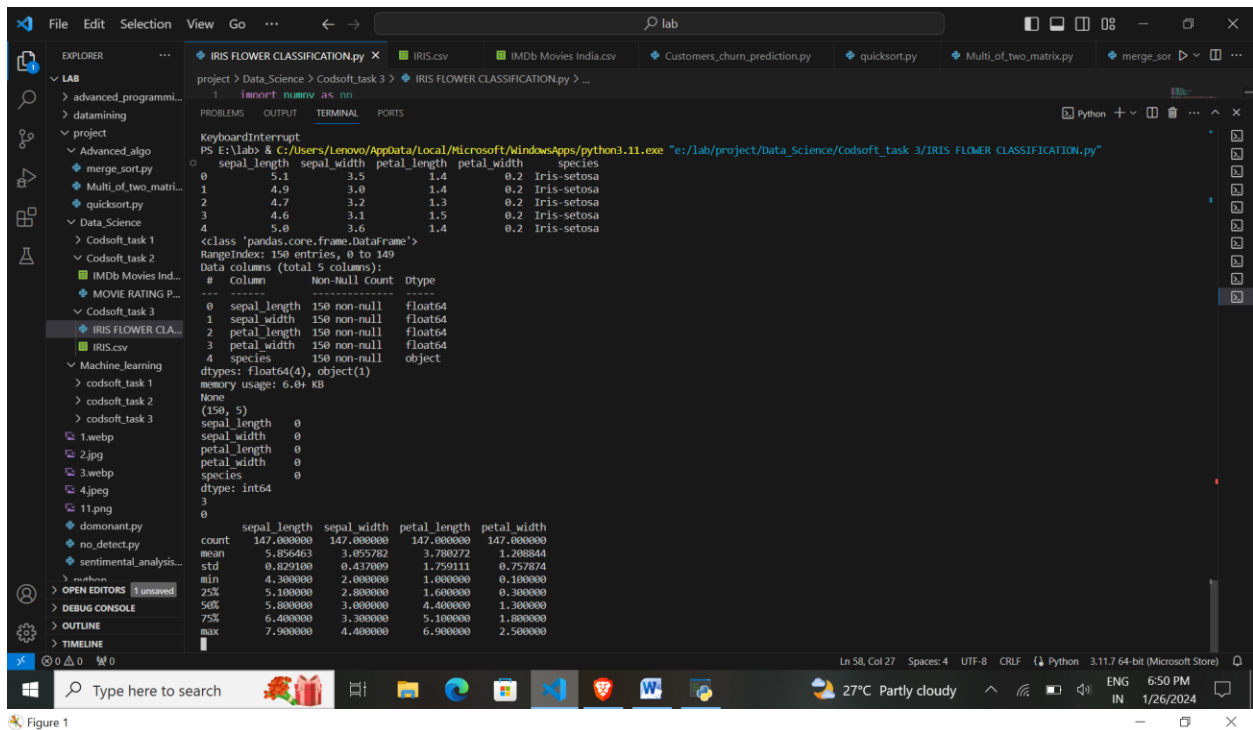 File Edit Selection View Go ··· lab
EXPLORER ···
LAB
advanced_programmi...
datamining
project
Advanced_algo
merge_sort.py
Multi_of_two_matri...
quicksort.py
Data_Science
Codsoft_task 1
Codsoft_task 2
IMDb Movies Ind...
MOVIE RATING P...
Codsoft_task 3
IRIS FLOWER CLA...
IRIS.csv
Machine_learning
codsoft_task 1
codsoft_task 2
codsoft_task 3
1.webp
2.jpg
3.webp
4.jpeg
11.png
domonant.py
no_detect.py
sentimental_analysis...
python
OPEN EDITORS 1 unsaved
DEBUG CONSOLE
OUTLINE
TIMELINE
IRIS FLOWER CLASSIFICATION.py IRIS.csv IMDb Movies India.csv Customers_churn_prediction.py quicksort.py Multi_of_two_matrix.py merge_sor
project > Data_Science > Codsoft_task 3 > IRIS FLOWER CLASSIFICATION.py > ...
1 import numpy as np
PROBLEMS OUTPUT TERMINAL PORTS Python
KeyboardInterrupt
PS E:\lab> & C:/Users/Lenovo/AppData/Local/Microsoft/WindowsApps/python3.11.exe "e:/lab/project/Data_Science/Codsoft_task 3/IRIS FLOWER CLASSIFICATION.py"
sepal_length sepal_width petal_length petal_width species
0 5.1 3.5 1.4 0.2 Iris-setosa
1 4.9 3.0 1.4 0.2 Iris-setosa
2 4.7 3.2 1.3 0.2 Iris-setosa
3 4.6 3.1 1.5 0.2 Iris-setosa
4 5.0 3.6 1.4 0.2 Iris-setosa
<class 'pandas.core.frame.DataFrame'>
RangeIndex: 150 entries, 0 to 149
Data columns (total 5 columns):
# Column Non-Null Count Dtype
--- ------ -------------- -----
0 sepal_length 150 non-null float64
1 sepal_width 150 non-null float64
2 petal_length 150 non-null float64
3 petal_width 150 non-null float64
4 species 150 non-null object
dtypes: float64(4), object(1)
memory usage: 6.0+ KB
None
(150, 5)
sepal_length 0
sepal_width 0
petal_length 0
petal_width 0
species 0
dtype: int64
3
0
sepal_length sepal_width petal_length petal_width
count 147.000000 147.000000 147.000000 147.000000
mean 5.856463 3.055782 3.780272 1.208844
std 0.829100 0.437009 1.759111 0.757874
min 4.300000 2.000000 1.000000 0.100000
25% 5.100000 2.800000 1.600000 0.300000
50% 5.800000 3.000000 4.400000 1.300000
75% 6.400000 3.300000 5.100000 1.800000
max 7.900000 4.400000 6.900000 2.500000
0 0 0 Ln 58, Col 27 Spaces: 4 UTF-8 CRLF Python 3.11.7 64-bit (Microsoft Store)
Type here to search 27°C Partly cloudy ENG 6:50 PM
IN 1/26/2024
Figure 1